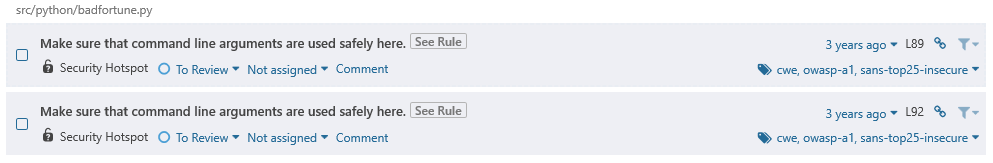 src/python/badfortune.py
Make sure that command line arguments are used safely here. See Rule 3 years ago L89
Security Hotspot To Review Not assigned Comment cwe, owasp-a1, sans-top25-insecure
Make sure that command line arguments are used safely here. See Rule 3 years ago L92
Security Hotspot To Review Not assigned Comment cwe, owasp-a1, sans-top25-insecure